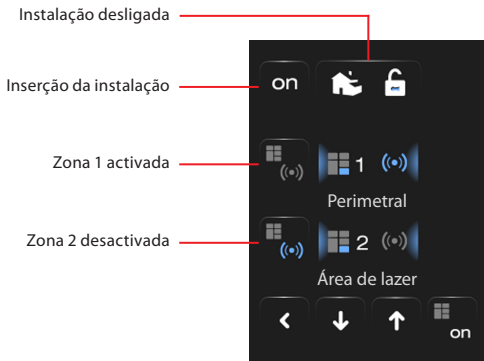 Instalação desligada
Inserção da instalação
on
Zona 1 activada
1
Perimetral
Zona 2 desactivada
2
Área de lazer
on